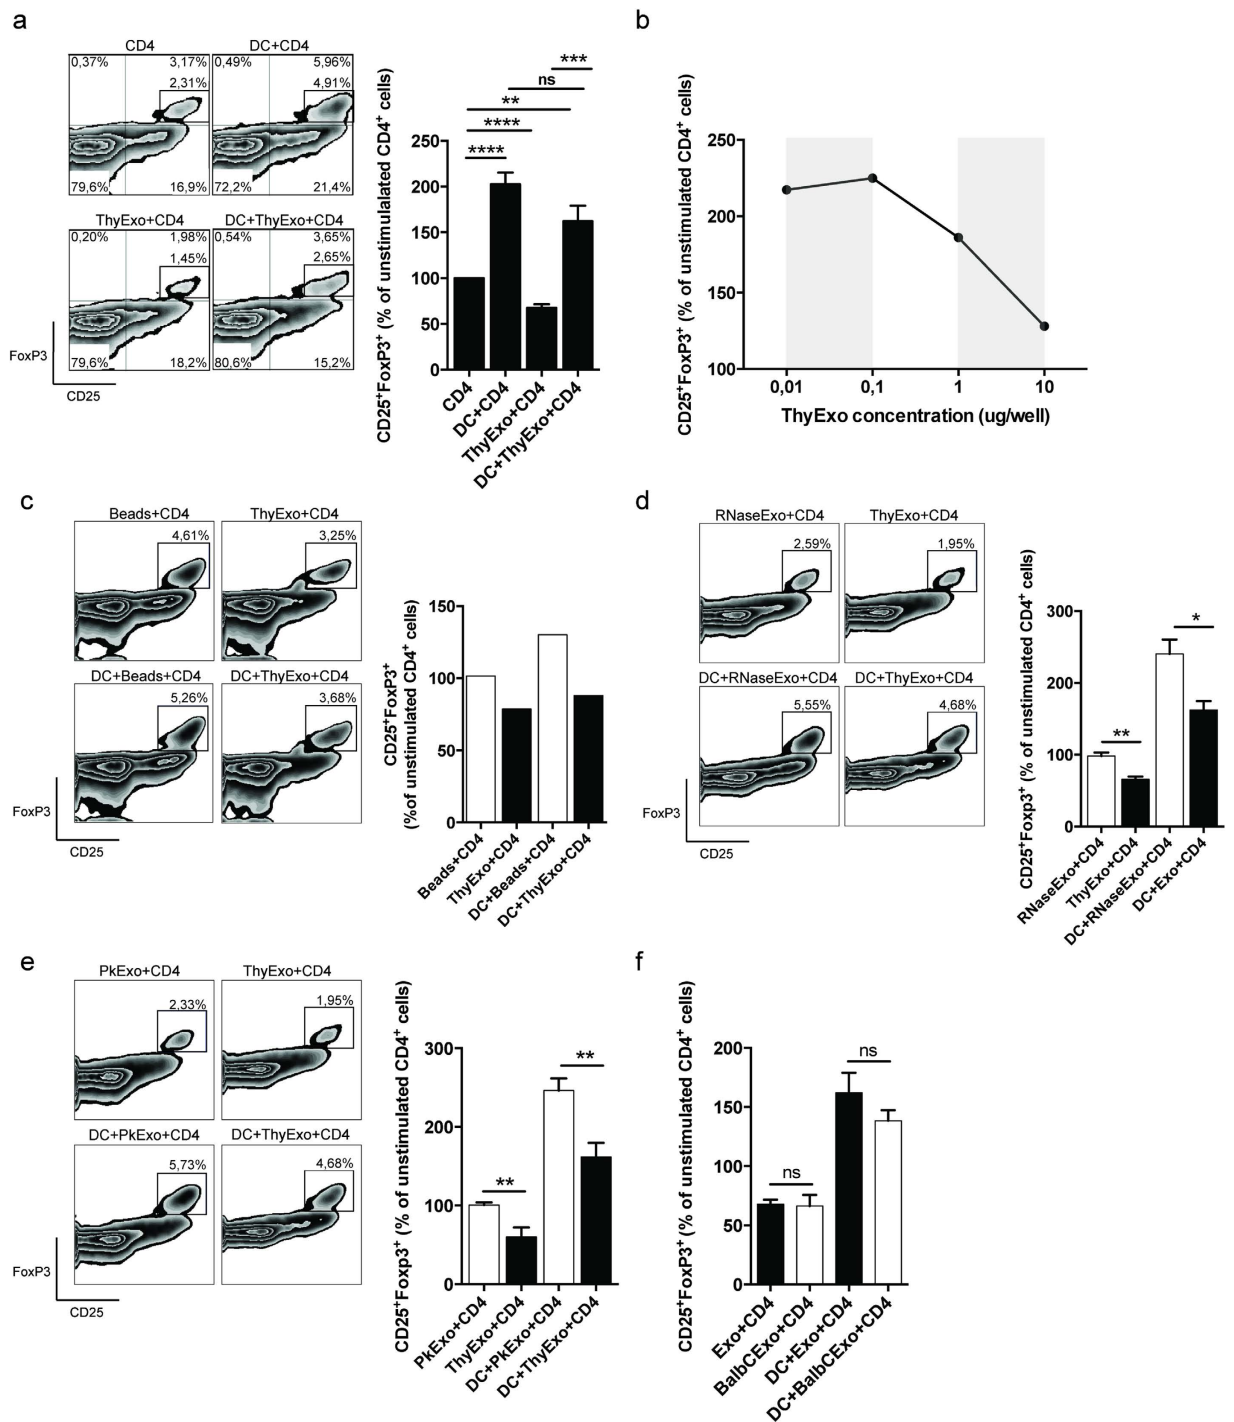 a
CD4
DC+CD4
0,37%
3,17%
2,31%
79,6%
16,9%
0,49%
5,96%
4,91%
72,2%
21,4%
ThyExo+CD4
DC+ThyExo+CD4
0,20%
1,98%
1,45%
79,6%
18,2%
0,54%
3,65%
2,65%
80,6%
15,2%
FoxP3
CD25
CD25+FoxP3+ (% of unstimulalated CD4+ cells)
250
200
150
100
50
0
****
****
**
ns
***
CD4
DC+CD4
ThyExo+CD4
DC+ThyExo+CD4
b
CD25+FoxP3+ (% of unstimulated CD4+ cells)
250
200
150
100
0,01
0,1
1
10
ThyExo concentration (ug/well)
c
Beads+CD4
ThyExo+CD4
4,61%
3,25%
DC+Beads+CD4
DC+ThyExo+CD4
5,26%
3,68%
FoxP3
CD25
CD25+FoxP3+
(%of unstimulated CD4+ cells)
150
100
50
0
Beads+CD4
ThyExo+CD4
DC+Beads+CD4
DC+ThyExo+CD4
d
RNaseExo+CD4
ThyExo+CD4
2,59%
1,95%
DC+RNaseExo+CD4
DC+ThyExo+CD4
5,55%
4,68%
FoxP3
CD25
CD25+Foxp3+ (% of unstimulated CD4+ cells)
300
200
100
0
**
*
RNaseExo+CD4
ThyExo+CD4
DC+RNaseExo+CD4
DC+Exo+CD4
e
PkExo+CD4
ThyExo+CD4
2,33%
1,95%
DC+PkExo+CD4
DC+ThyExo+CD4
5,73%
4,68%
FoxP3
CD25
CD25+Foxp3+ (% of unstimulated CD4+ cells)
300
200
100
0
**
**
PkExo+CD4
ThyExo+CD4
DC+PkExo+CD4
DC+ThyExo+CD4
f
CD25+FoxP3+ (% of unstimulated CD4+ cells)
200
150
100
50
0
ns
ns
Exo+CD4
BalbCExo+CD4
DC+Exo+CD4
DC+BalbCExo+CD4